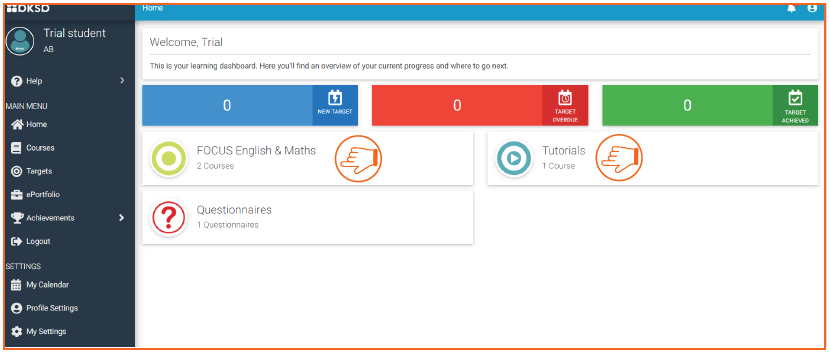 DKSD
Home
Trial student
AB
Help
MAIN MENU
Home
Courses
Targets
ePortfolio
Achievements
Logout
SETTINGS
My Calendar
Profile Settings
My Settings
Welcome, Trial
This is your learning dashboard. Here you'll find an overview of your current progress and where to go next.
0
NEW TARGET
0
TARGET
OVERDUE
0
TARGET
ACHIEVED
FOCUS English & Maths
2 Courses
Tutorials
1 Course
Questionnaires
1 Questionnaires